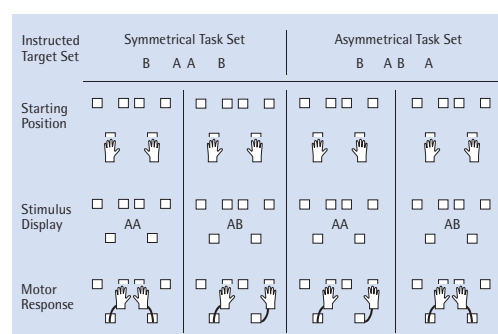 Instructed Target Set
Symmetrical Task Set
Asymmetrical Task Set
B A A B
B A B A
Starting Position
Stimulus Display
AA
AB
AA
AB
Motor Response